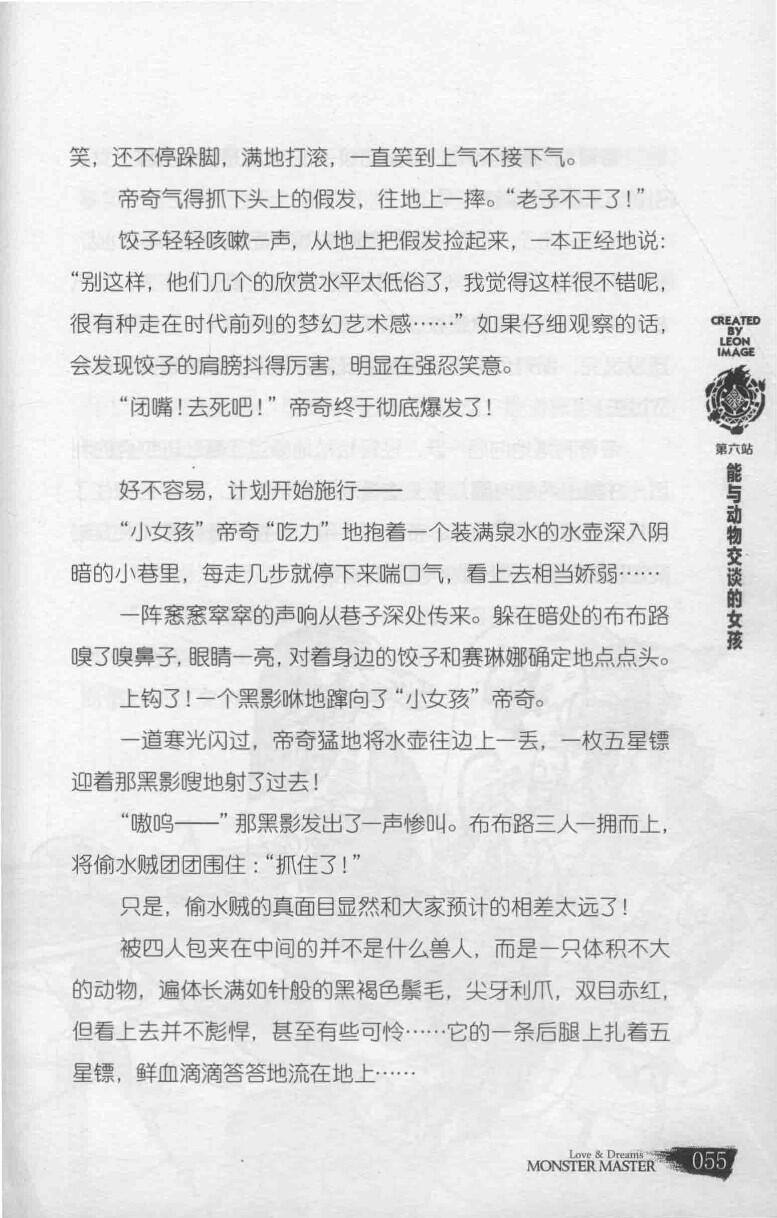 笑，还不停跺脚，满地打滚，一直笑到上气不接下气。
帝奇气得抓下头上的假发，往地上一摔。“老子不干了！”
饺子轻轻咳嗽一声，从地上把假发捡起来，一本正经地说：
“别这样，他们几个的欣赏水平太低俗了，我觉得这样很不错呢，
很有种走在时代前列的梦幻艺术感……”如果仔细观察的话，
会发现饺子的肩膀抖得厉害，明显在强忍笑意。
“闭嘴！去死吧！”帝奇终于彻底爆发了！
好不容易，计划开始施行——
“小女孩”帝奇“吃力”地抱着一个装满泉水的水壶深入阴
暗的小巷里，每走几步就停下来喘口气，看上去相当娇弱……
一阵窸窸窣窣的声响从巷子深处传来。躲在暗处的布布路
嗅了嗅鼻子，眼睛一亮，对着身边的饺子和赛琳娜确定地点点头。
上钩了！一个黑影咻地蹿向了“小女孩”帝奇。
一道寒光闪过，帝奇猛地将水壶往边上一丢，一枚五星镖
迎着那黑影嗖地射了过去！
“嗷呜——”那黑影发出了一声惨叫。布布路三人一拥而上，
将偷水贼团团围住：“抓住了！”
只是，偷水贼的真面目显然和大家预计的相差太远了！
被四人包夹在中间的并不是什么兽人，而是一只体积不大
的动物，遍体长满如针般的黑褐色鬃毛，尖牙利爪，双目赤红，
但看上去并不彪悍，甚至有些可怜……它的一条后腿上扎着五
星镖，鲜血滴滴答答地流在地上……
CREATED
BY
LEON
IMAGE
第六站
能与动物交谈的女孩
Love & Dreams
MONSTER MASTER
055